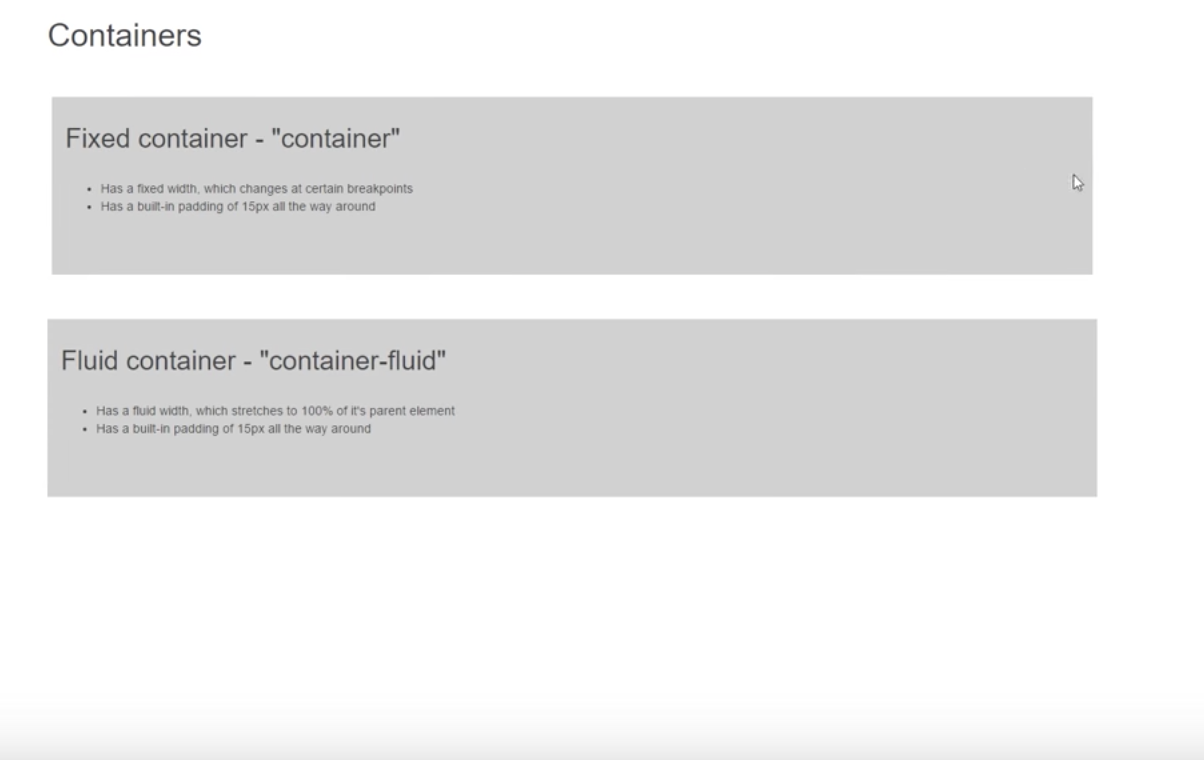 Containers
Fixed container - "container"
• Has a fixed width, which changes at certain breakpoints
• Has a built-in padding of 15px all the way around
Fluid container - "container-fluid"
• Has a fluid width, which stretches to 100% of it's parent element
• Has a built-in padding of 15px all the way around